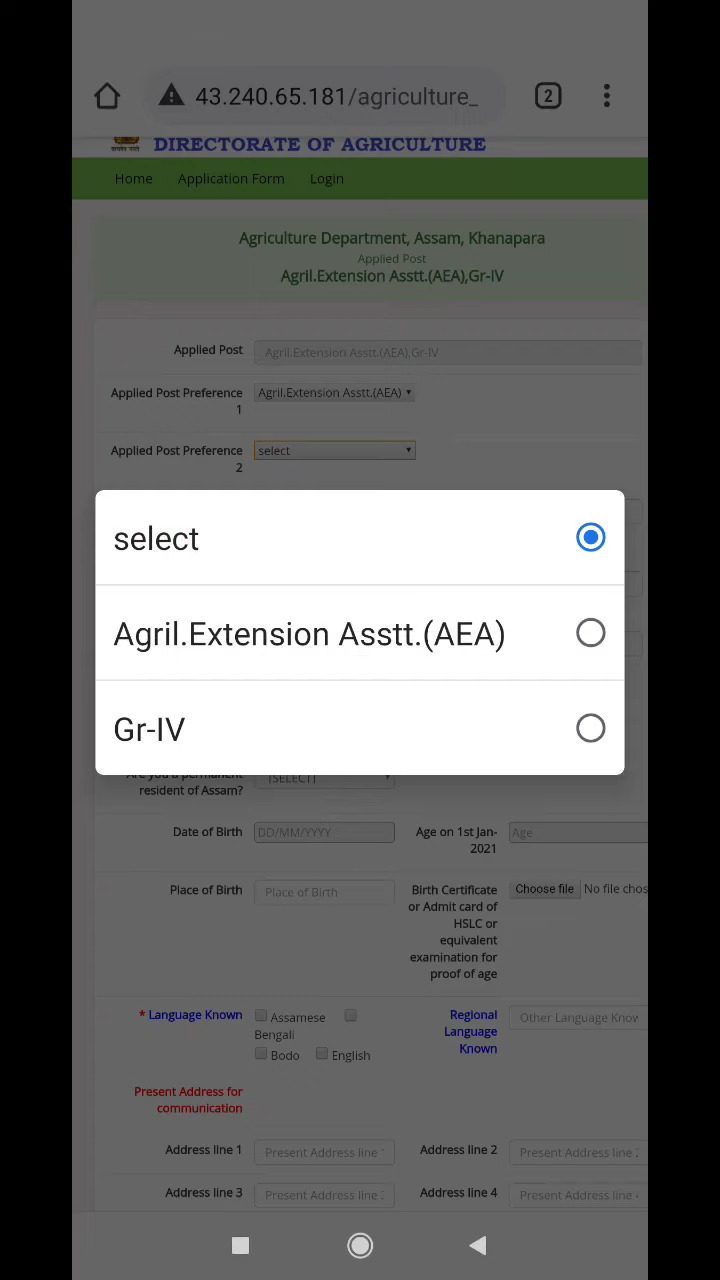 43.240.65.181/agriculture_
2
DIRECTORATE OF AGRICULTURE
Home Application Form Login
Agriculture Department, Assam, Khanapara
Applied Post
Agril.Extension Asstt.(AEA),Gr-IV
Applied Post Agril.Extension Asstt.(AEA),Gr-IV
Applied Post Preference Agril.Extension Asstt.(AEA)
1
Applied Post Preference select
2
select
Agril.Extension Asstt.(AEA)
Gr-IV
Are you a permanent [SELECT]
resident of Assam?
Date of Birth DD/MM/YYYY Age on 1st Jan- Age
2021
Place of Birth Place of Birth Birth Certificate Choose file No file chos
or Admit card of
HSLC or
equivalent
examination for
proof of age
* Language Known Assamese Regional Other Language Know
Bengali Language
Bodo English Known
Present Address for
communication
Address line 1 Present Address line Address line 2 Present Address line
Address line 3 Present Address line Address line 4 Present Address line